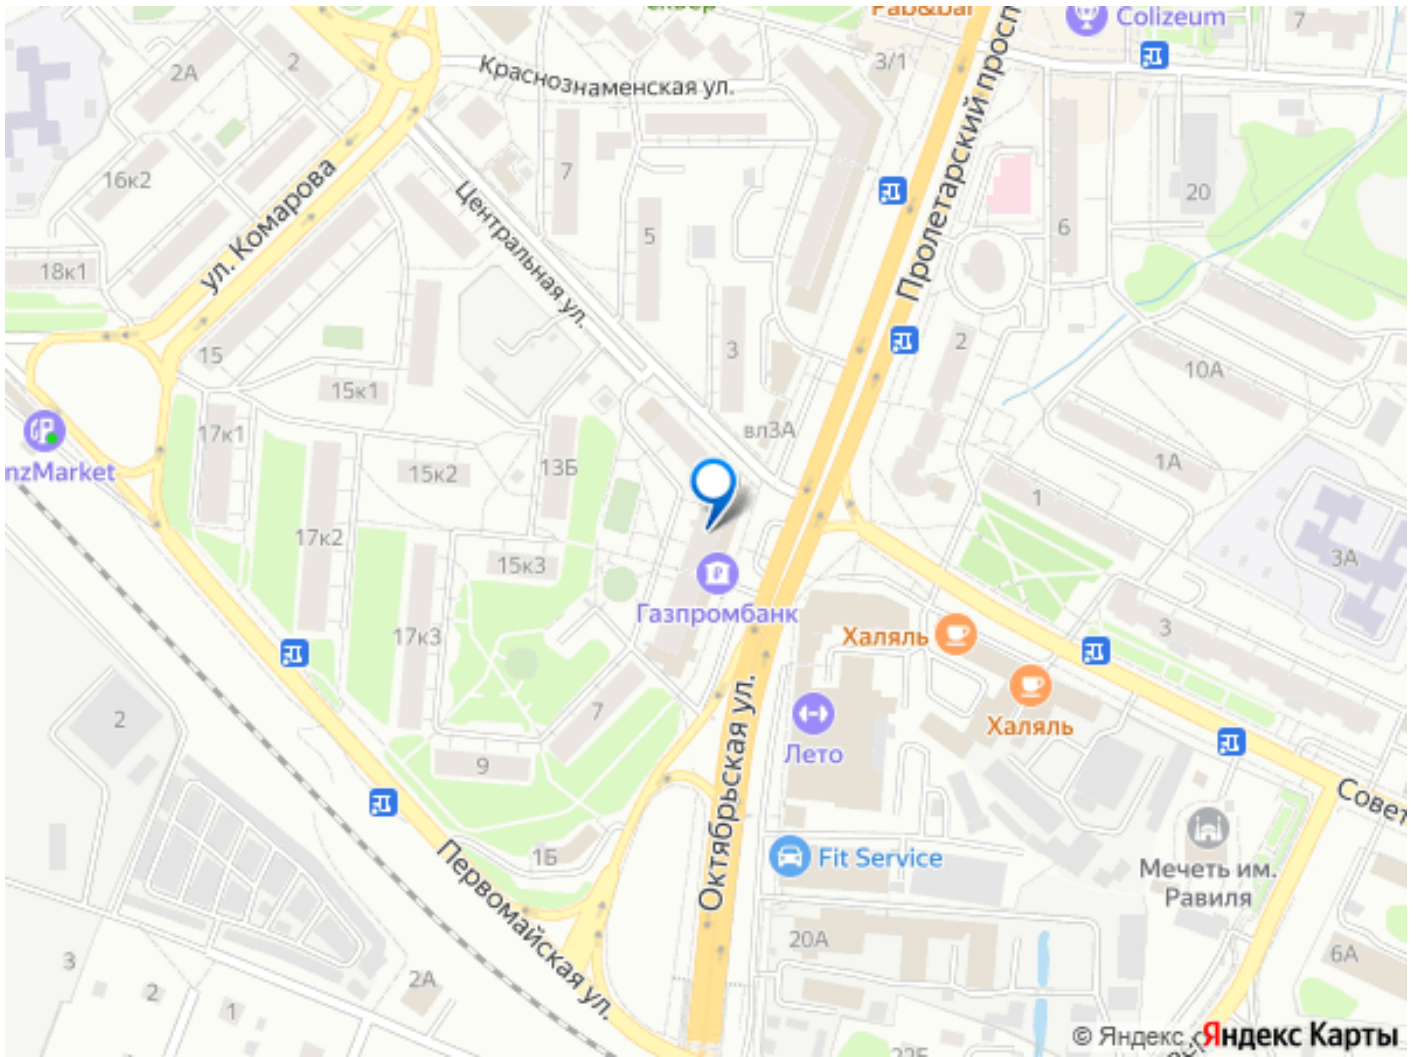 Pab&bar
Colizeum
7
2А
2
3/1
Краснознаменская ул.
16к2
7
20
ул. Комарова
Центральная ул.
Пролетарский просп
5
6
18к1
15
3
2
10А
15к1
17к1
вл3А
nzMarket
15к2
13Б
1А
1
17к2
15к3
3А
Газпромбанк
17к3
Халяль
3
2
7
Халяль
Лето
9
Октябрьская ул.
Совет
1Б
Fit Service
Мечеть им.
Равиля
Первомайская ул.
20А
3
2
1
2А
6А
© Яндекс
Яндекс Карты